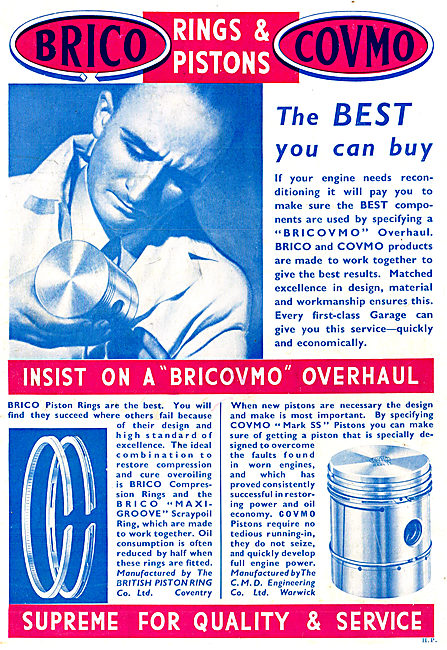 BRICO
RINGS &
PISTONS
COVMO
The BEST
you can buy
If your engine needs recon-
ditioning it will pay you to
make sure the BEST compo-
nents are used by specifying a
"BRICOVMO" Overhaul.
BRICO and COVMO products
are made to work together to
give the best results. Matched
excellence in design, material
and workmanship ensures this.
Every first-class Garage can
give you this service—quickly
and economically.
INSIST ON A "BRICOVMO" OVERHAUL
BRICO Piston Rings are the best. You will
find they succeed where others fail because
of their design and
high standard of
excellence. The ideal
combination to
restore compression
and cure overoiling
is BRICO Compres-
sion Rings and the
BRICO "MAXI-
GROOVE" Scraypoil
Ring, which are made
to work together. Oil
consumption is often
reduced by half when
these rings are fitted.
Manufactured by The
BRITISH PISTON RING
Co. Ltd. Coventry
When new pistons are necessary the design
and make is most important. By specifying
COVMO "Mark SS" Pistons you can make
sure of getting a piston that is specially de-
signed to overcome
the faults found
in worn engines,
and which has
proved consistently
successful in restor-
ing power and oil
economy. COVMO
Pistons require no
tedious running-in,
they do not seize,
and quickly develop
full engine power.
Manufactured by The
C.M.D. Engineering
Co. Ltd. Warwick
SUPREME FOR QUALITY & SERVICE
H.P.